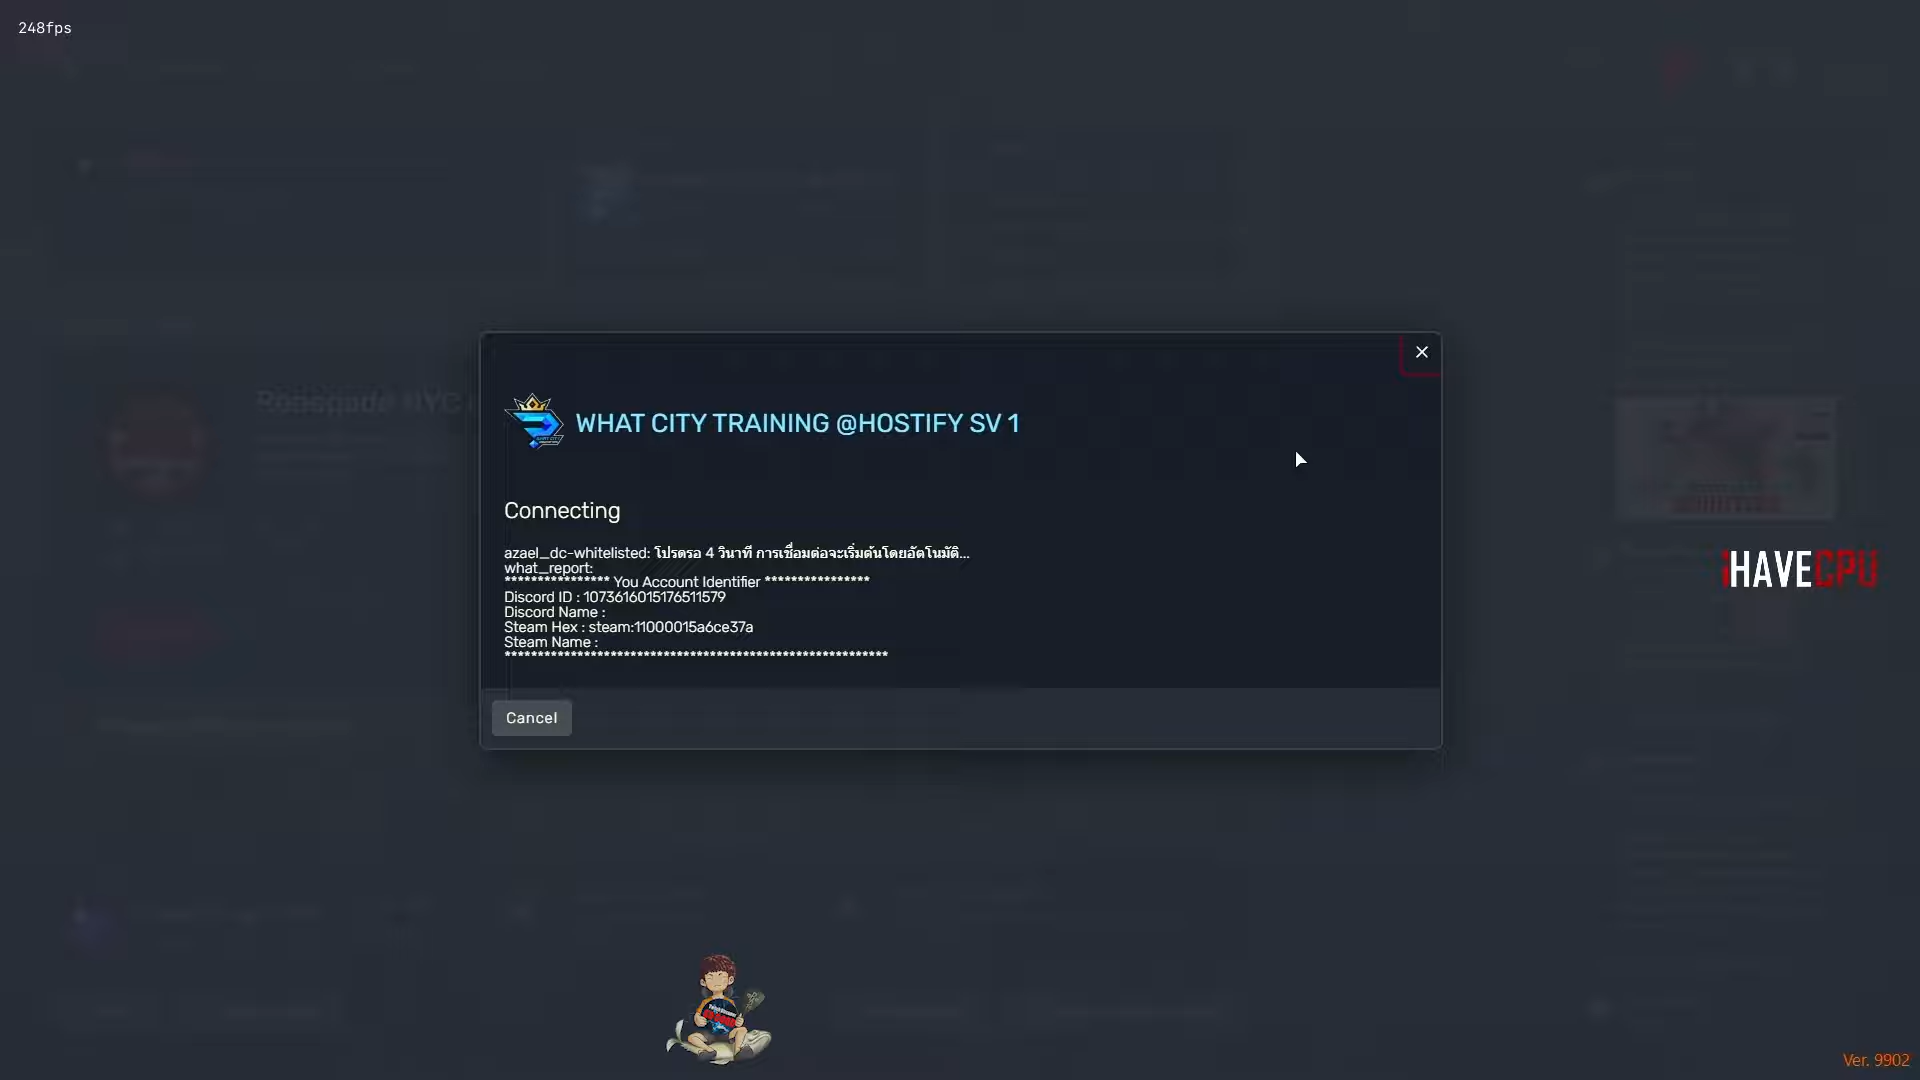 248fps
WHAT CITY TRAINING @HOSTIFY SV 1
Connecting
azael_dc-whitelisted: โปรดรอ 4 วินาที การเชื่อมต่อจะเริ่มต้นโดยอัตโนมัติ...
what_report:
**************** You Account Identifier ****************
Discord ID : 1073616015176511579
Discord Name :
Steam Hex : steam:11000015a6ce37a
Steam Name :
**********************************************************
iHAVECPU
Cancel
Ver. 9902